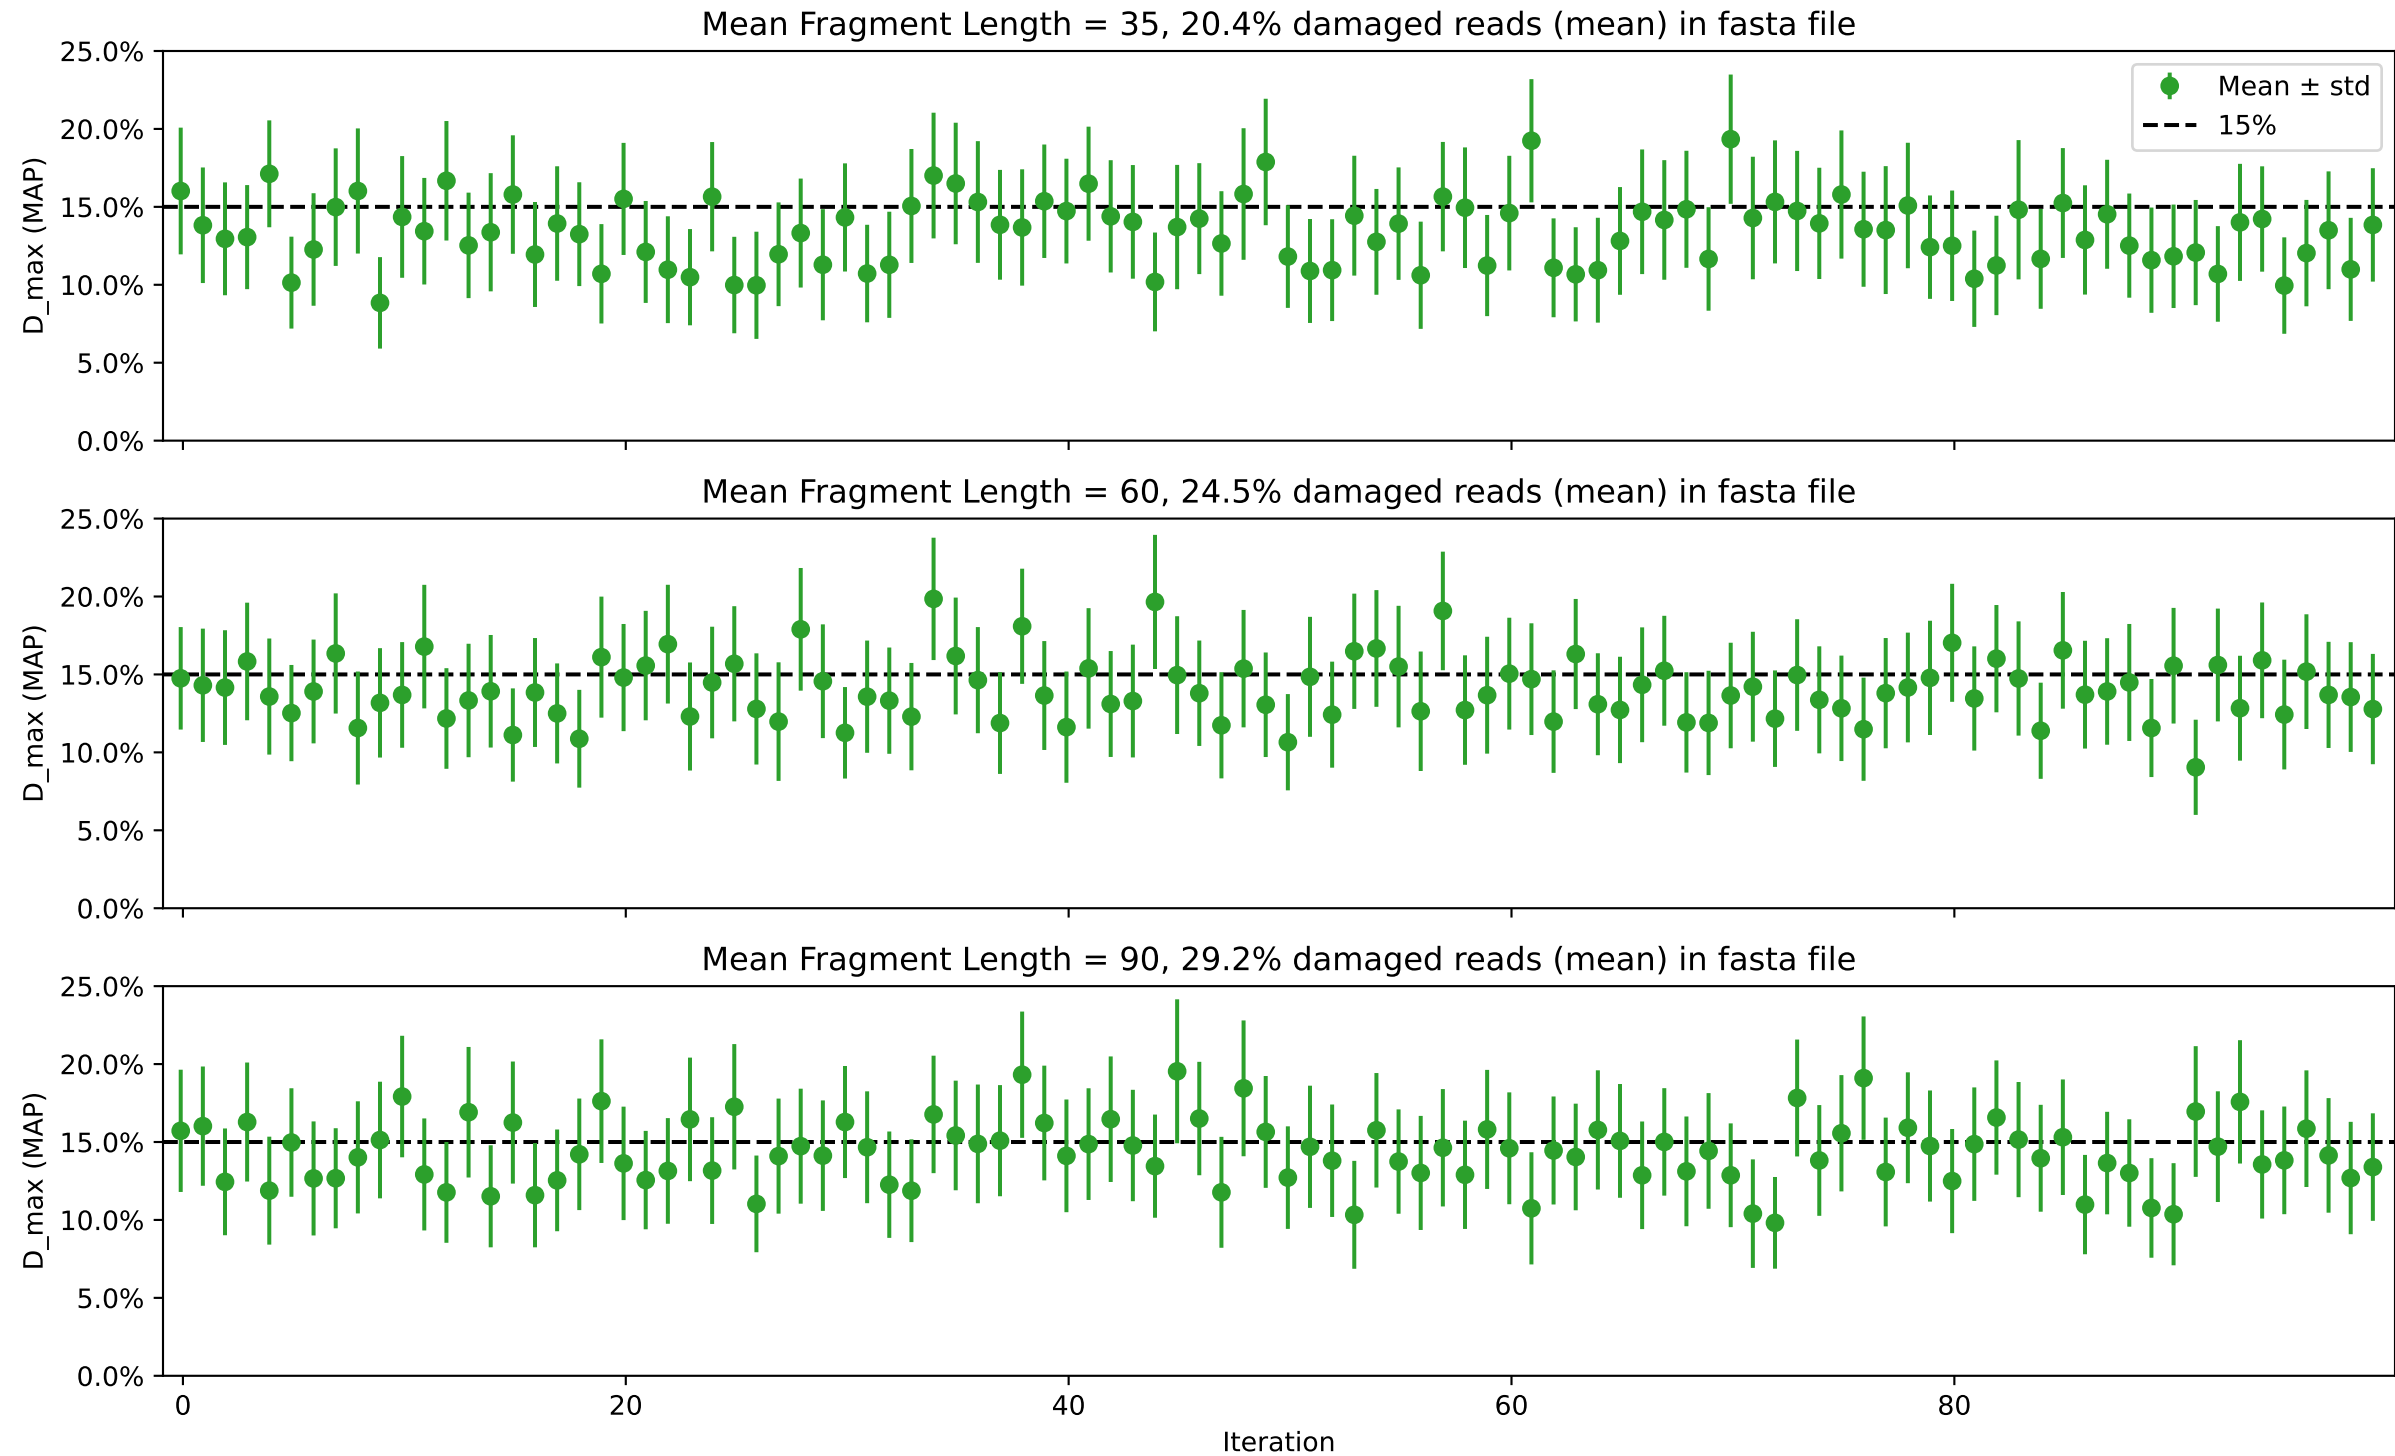 Mean Fragment Length = 35, 20.4% damaged reads (mean) in fasta file
25.0%
20.0%
15.0%
10.0%
5.0%
0.0%
D_max (MAP)
Mean ± std
15%
Mean Fragment Length = 60, 24.5% damaged reads (mean) in fasta file
25.0%
20.0%
15.0%
10.0%
5.0%
0.0%
D_max (MAP)
Mean Fragment Length = 90, 29.2% damaged reads (mean) in fasta file
25.0%
20.0%
15.0%
10.0%
5.0%
0.0%
D_max (MAP)
0 20 40 60 80
Iteration